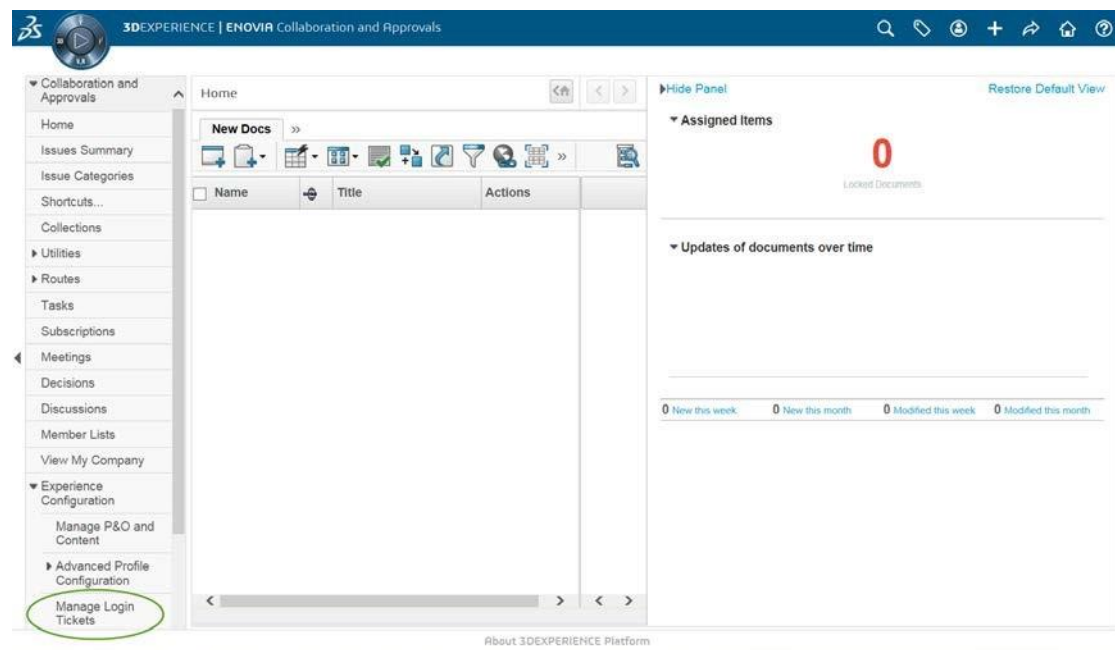 3DEXPERIENCE | ENOVIA Collaboration and Approvals
Collaboration and
Approvals
Home
Issues Summary
Issue Categories
Shortcuts...
Collections
Utilities
Routes
Tasks
Subscriptions
Meetings
Decisions
Discussions
Member Lists
View My Company
Experience
Configuration
Manage P&O and
Content
Advanced Profile
Configuration
Manage Login
Tickets
Home
New Docs »
»
Name Title Actions
Hide Panel Restore Default View
Assigned Items
0
Locked Documents
Updates of documents over time
0 New this week 0 New this month 0 Modified this week 0 Modified this month
About 3DEXPERIENCE Platform